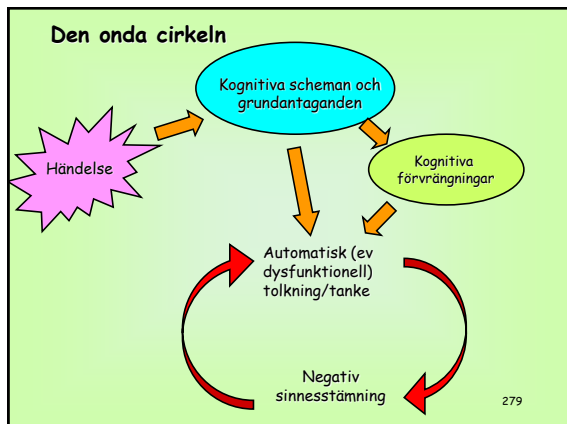 Den onda cirkeln
Kognitiva scheman och
grundantaganden
Händelse
Kognitiva
förvrängningar
Automatisk (ev
dysfunktionell)
tolkning/tanke
Negativ
sinnesstämning
279